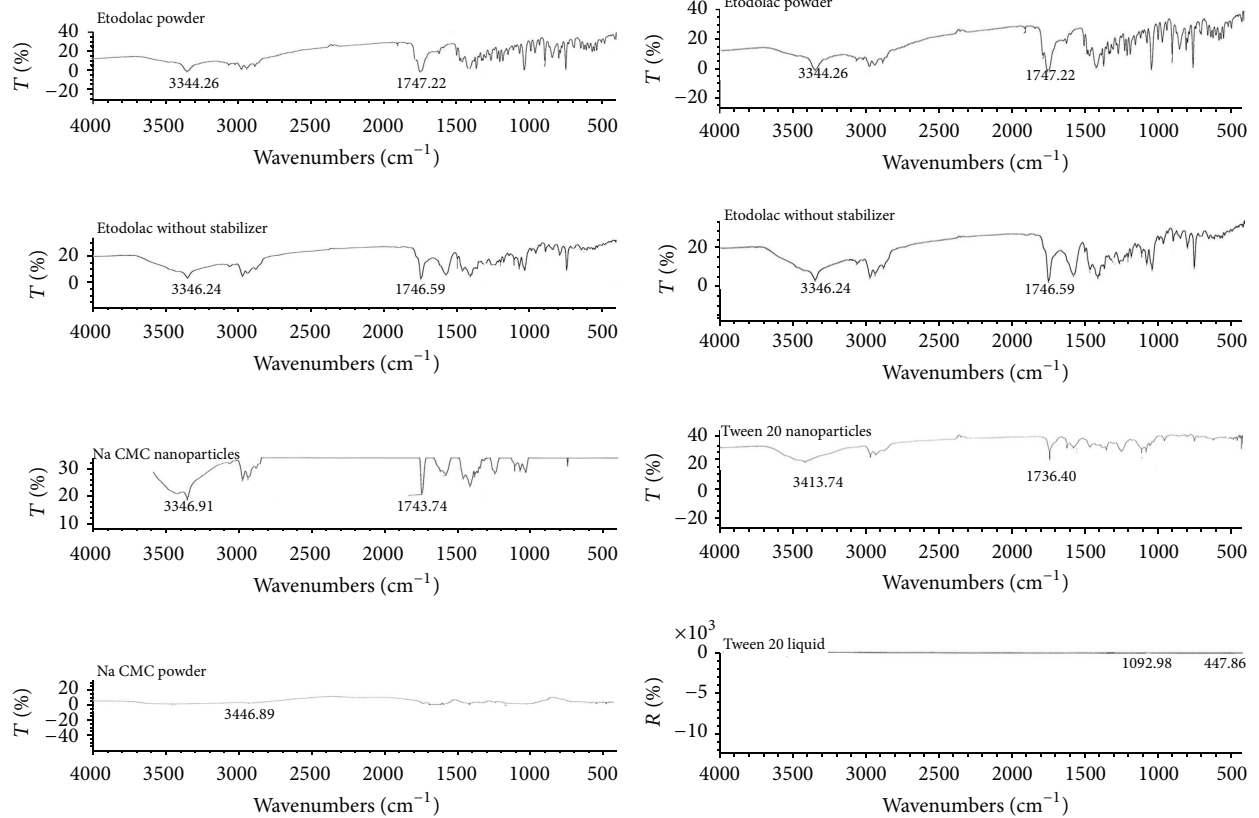 Etodolac powder
40
20
0
−20
T (%)
3344.26
1747.22
4000 3500 3000 2500 2000 1500 1000 500
Wavenumbers (cm−1)
Etodolac without stabilizer
20
0
T (%)
3346.24
1746.59
4000 3500 3000 2500 2000 1500 1000 500
Wavenumbers (cm−1)
Na CMC nanoparticles
30
20
10
T (%)
3346.91
1743.74
4000 3500 3000 2500 2000 1500 1000 500
Wavenumbers (cm−1)
Na CMC powder
20
0
−20
−40
T (%)
3446.89
4000 3500 3000 2500 2000 1500 1000 500
Wavenumbers (cm−1)
Etodolac powder
40
20
0
−20
T (%)
3344.26
1747.22
4000 3500 3000 2500 2000 1500 1000 500
Wavenumbers (cm−1)
Etodolac without stabilizer
20
0
T (%)
3346.24
1746.59
4000 3500 3000 2500 2000 1500 1000 500
Wavenumbers (cm−1)
Tween 20 nanoparticles
40
20
0
−20
T (%)
3413.74
1736.40
4000 3500 3000 2500 2000 1500 1000 500
Wavenumbers (cm−1)
×103
Tween 20 liquid
0
−5
−10
R (%)
1092.98
447.86
4000 3500 3000 2500 2000 1500 1000 500
Wavenumbers (cm−1)